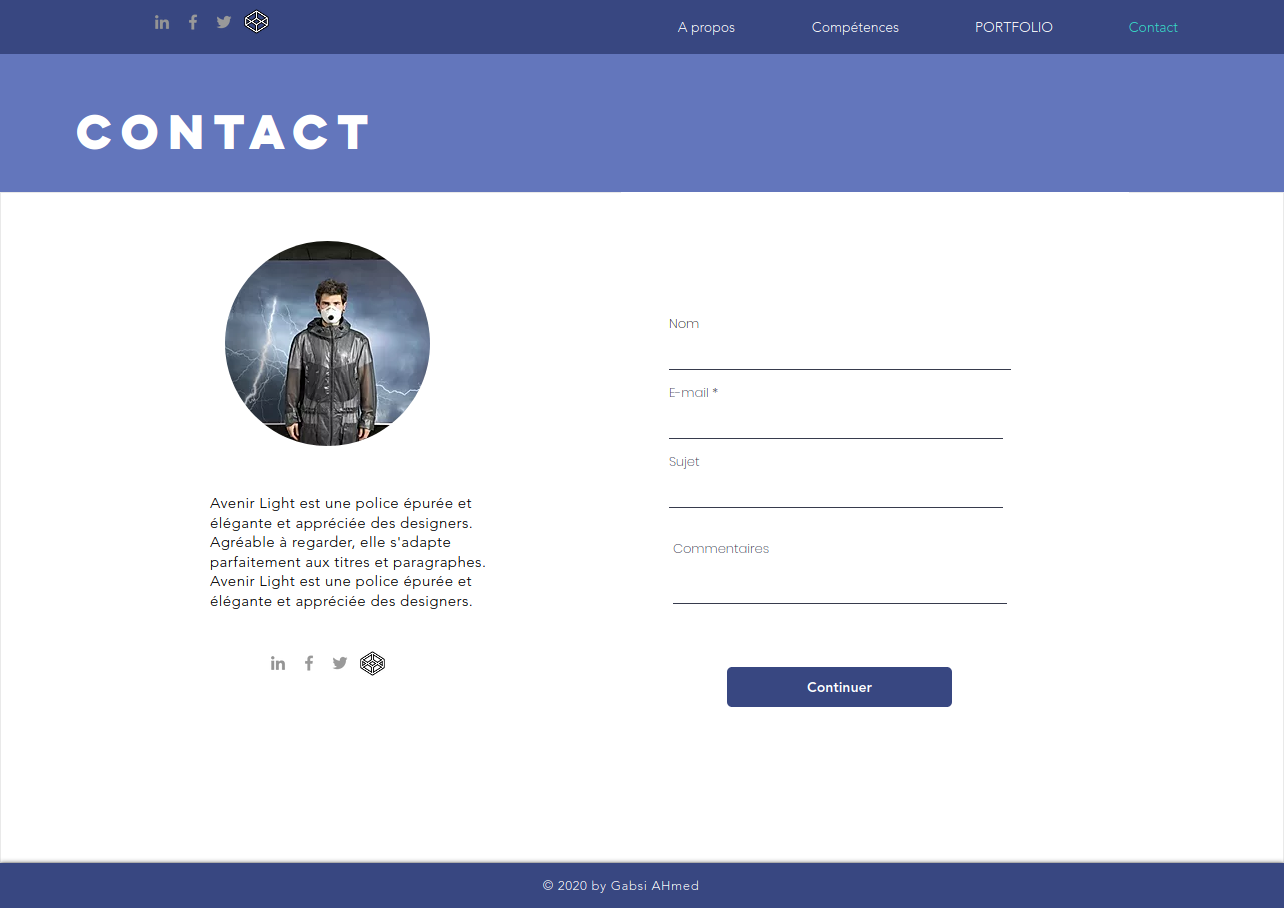 in
A propos
Compétences
PORTFOLIO
Contact
CONTACT
Nom
E-mail *
Sujet
Commentaires
Avenir Light est une police épurée et
élégante et appréciée des designers.
Agréable à regarder, elle s'adapte
parfaitement aux titres et paragraphes.
Avenir Light est une police épurée et
élégante et appréciée des designers.
in
Continuer
© 2020 by Gabsi AHmed